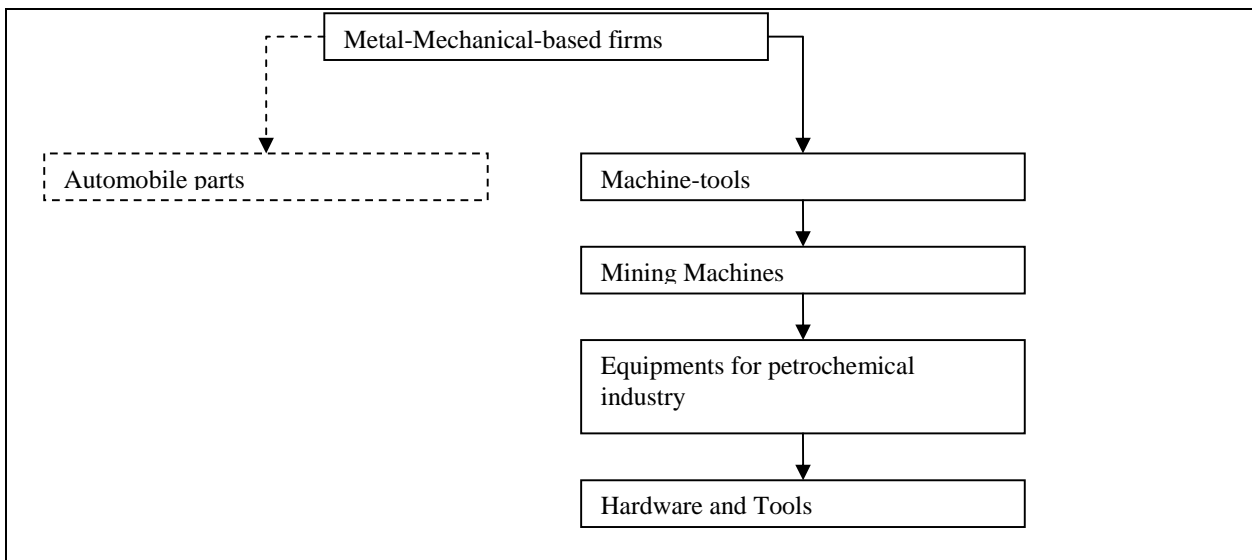 Metal-Mechanical-based firms
Automobile parts
Machine-tools
Mining Machines
Equipments for petrochemical
industry
Hardware and Tools